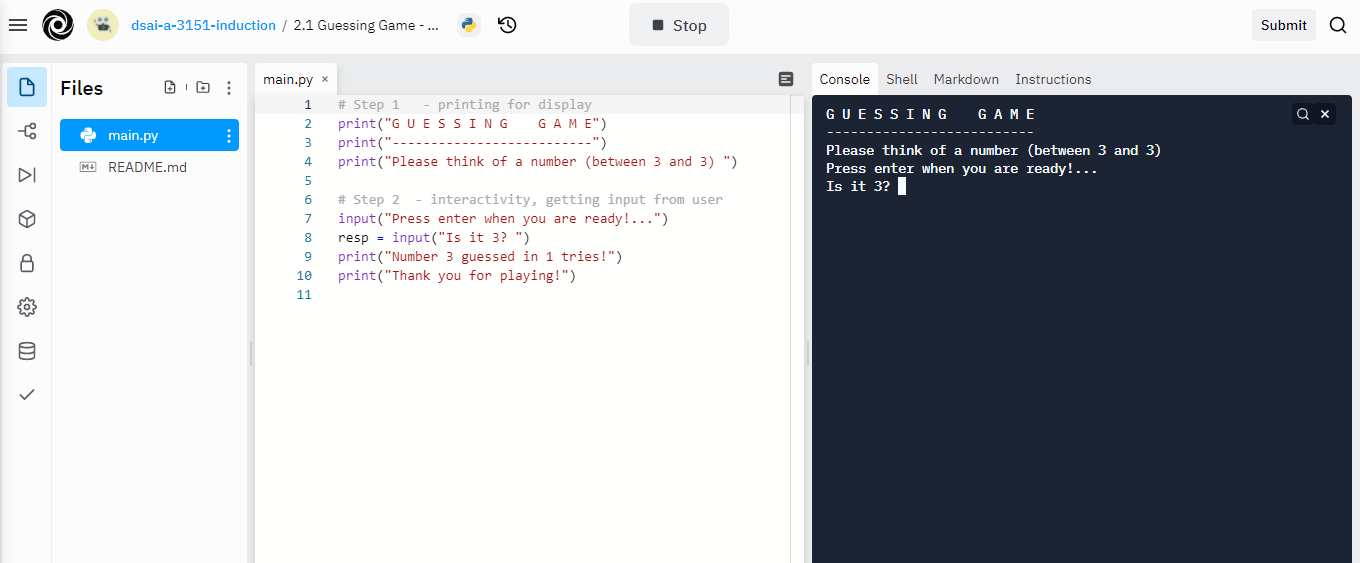 dsai-a-3151-induction / 2.1 Guessing Game - ...
Stop
Submit
Files
main.py
README.md
main.py ×
1 # Step 1   - printing for display
2 print("G U E S S I N G    G A M E")
3 print("--------------------------")
4 print("Please think of a number (between 3 and 3) ")
5
6 # Step 2  - interactivity, getting input from user
7 input("Press enter when you are ready!...")
8 resp = input("Is it 3? ")
9 print("Number 3 guessed in 1 tries!")
10 print("Thank you for playing!")
11
Console Shell Markdown Instructions
G U E S S I N G    G A M E
--------------------------
Please think of a number (between 3 and 3)
Press enter when you are ready!...
Is it 3?